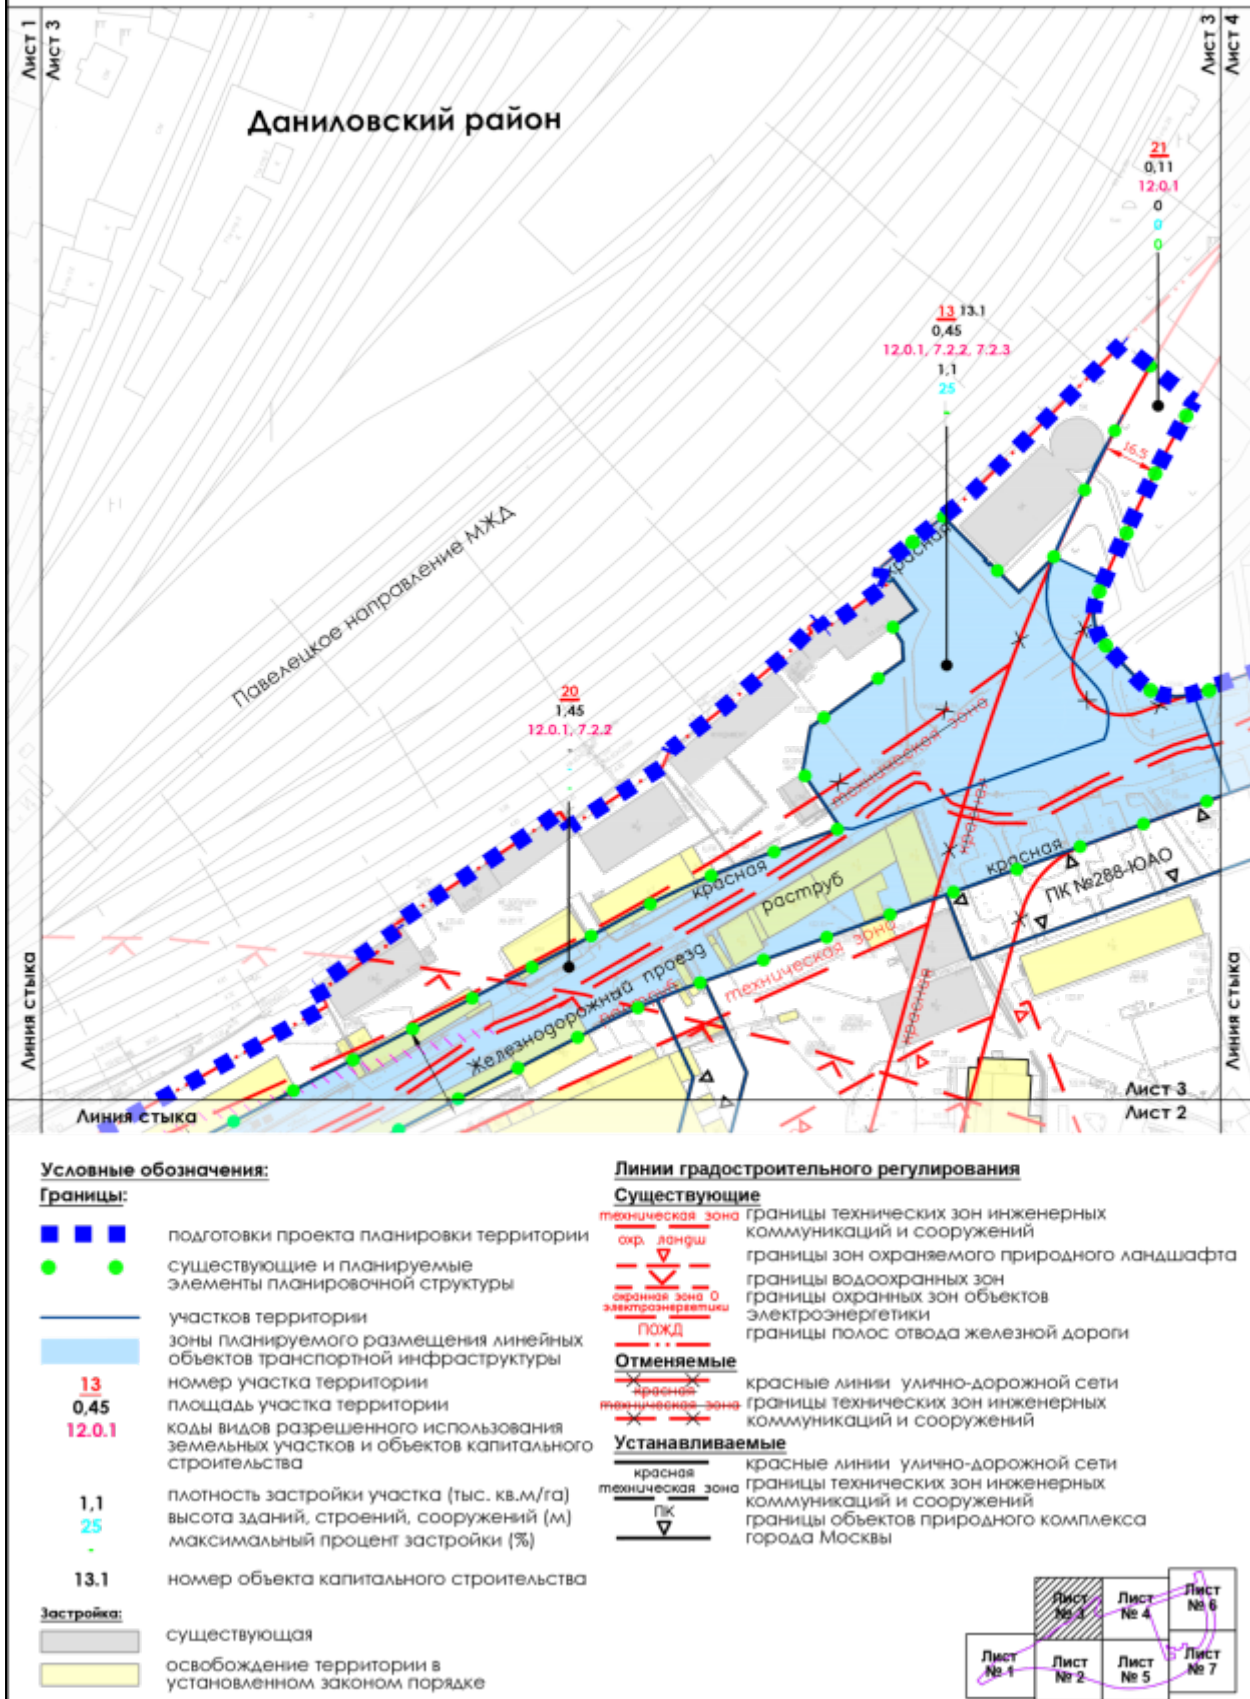 Лист 1
Лист 3
Лист 3
Лист 4
Даниловский район
21
0,11
12.0.1
0
0
0
13 13.1
0,45
12.0.1, 7.2.2, 7.2.3
1,1
25
-
16.5
Павелецкое направление МЖД
красная
20
1,45
12.0.1, 7.2.2
-
-
-
техническая зона
красная
красная
красная
ПК №288-ЮАО
раструб
техническая зона
Железнодорожный проезд
раструб
красная
Линия стыка
Линия стыка
Линия стыка
Лист 3
Лист 2
Условные обозначения:
Границы:
подготовки проекта планировки территории
существующие и планируемые
элементы планировочной структуры
участков территории
зоны планируемого размещения линейных
объектов транспортной инфраструктуры
13 номер участка территории
0,45 площадь участка территории
12.0.1 коды видов разрешенного использования
земельных участков и объектов капитального
строительства
1,1 плотность застройки участка (тыс. кв.м/га)
25 высота зданий, строений, сооружений (м)
- максимальный процент застройки (%)
13.1 номер объекта капитального строительства
Застройка:
существующая
освобождение территории в
установленном законом порядке
Линии градостроительного регулирования
Существующие
техническая зона границы технических зон инженерных
коммуникаций и сооружений
охр. ландш границы зон охраняемого природного ландшафта
границы водоохранных зон
охранная зона О
электроэнергетики
границы охранных зон объектов
электроэнергетики
ПОЖД границы полос отвода железной дороги
Отменяемые
красная красные линии улично-дорожной сети
техническая зона границы технических зон инженерных
коммуникаций и сооружений
Устанавливаемые
красная красные линии улично-дорожной сети
техническая зона границы технических зон инженерных
коммуникаций и сооружений
ПК границы объектов природного комплекса
города Москвы
Лист № 3
Лист № 4
Лист № 6
Лист № 1
Лист № 2
Лист № 5
Лист № 7